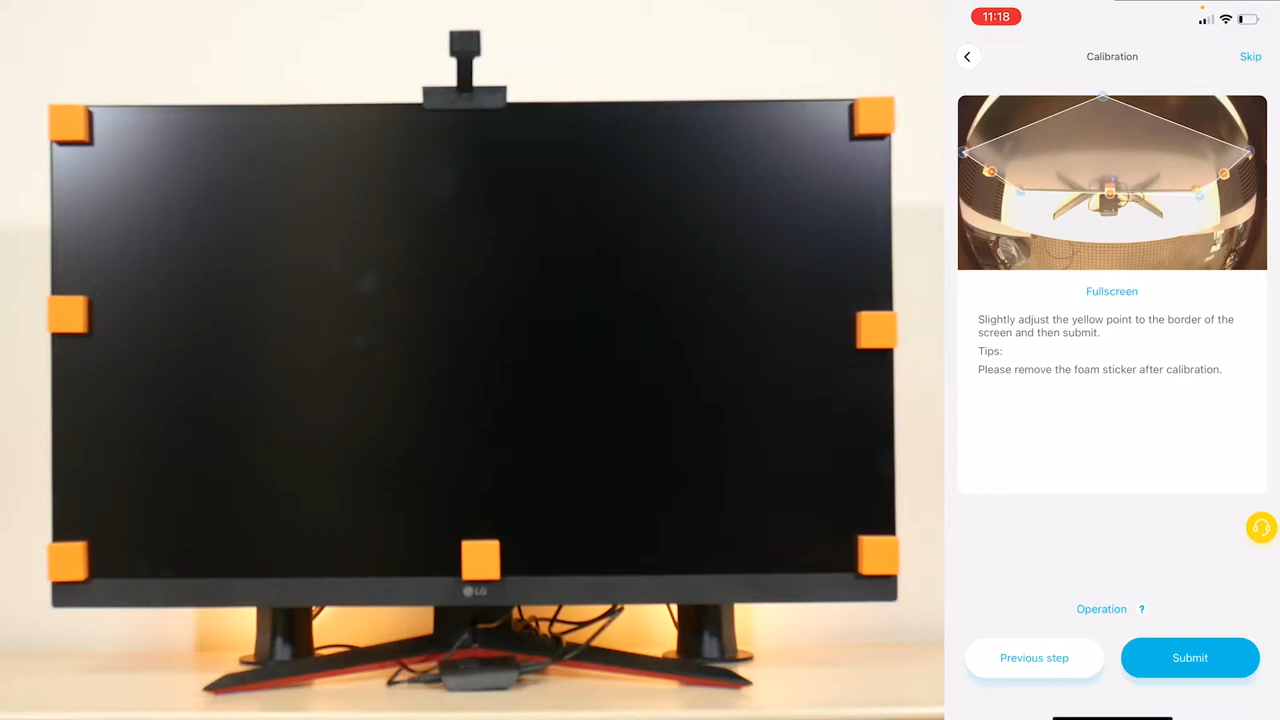 11:18
Calibration
Skip
Fullscreen
Slightly adjust the yellow point to the border of the
screen and then submit.
Tips:
Please remove the foam sticker after calibration.
LG
Operation ?
Previous step
Submit